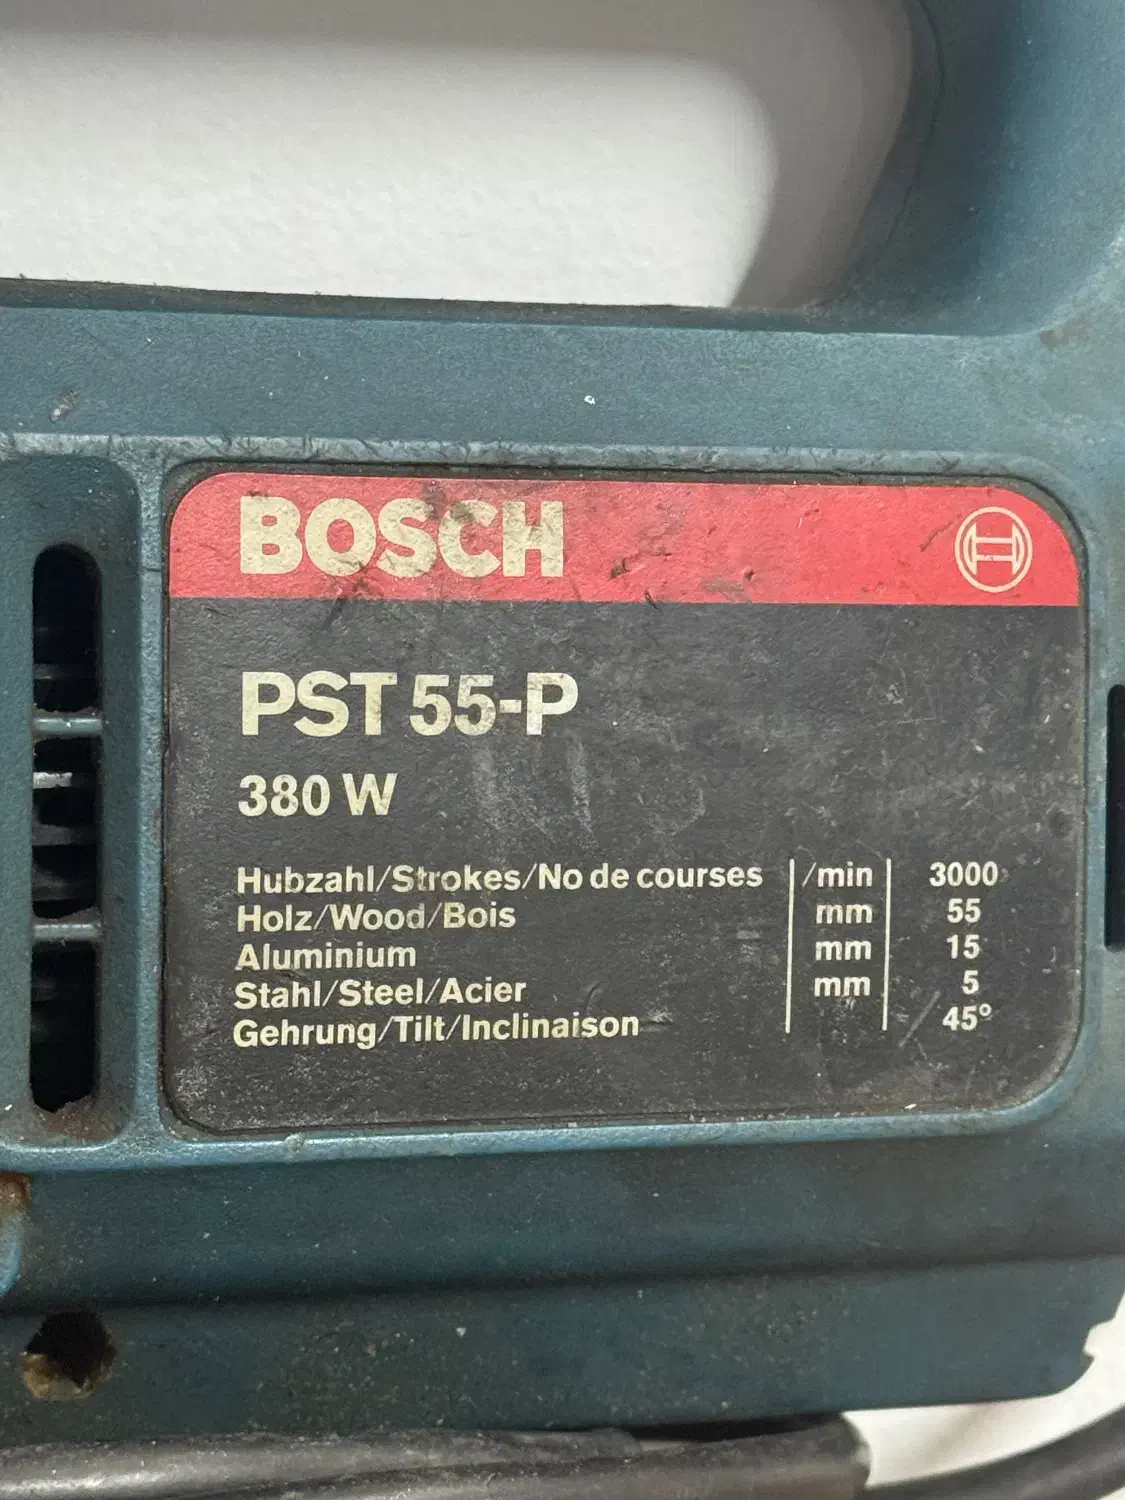 BOSCH
PST 55-P
380 W
Hubzahl/Strokes/No de courses /min 3000
Holz/Wood/Bois mm 55
Aluminium mm 15
Stahl/Steel/Acier mm 5
Gehrung/Tilt/Inclinaison 45°